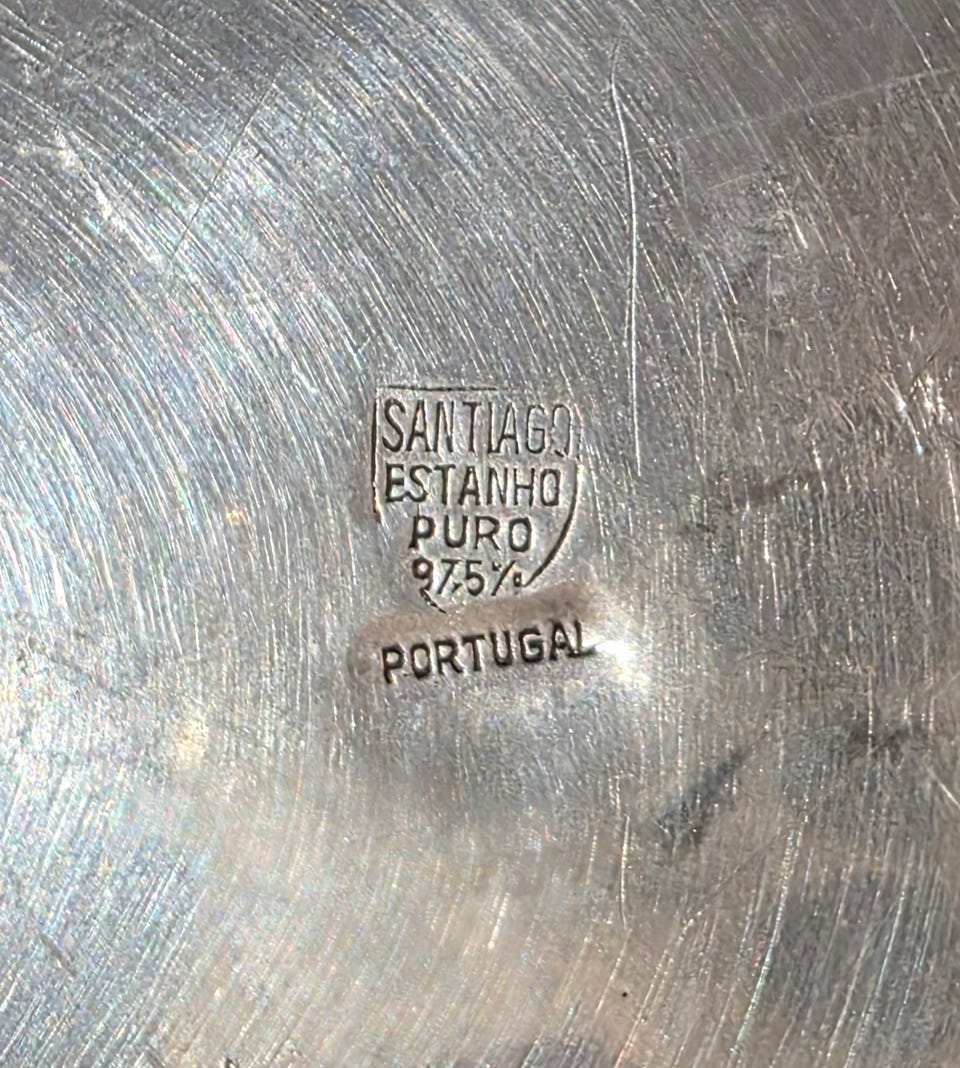 SANTIAGO
ESTANHO
PURO
97,5%
PORTUGAL